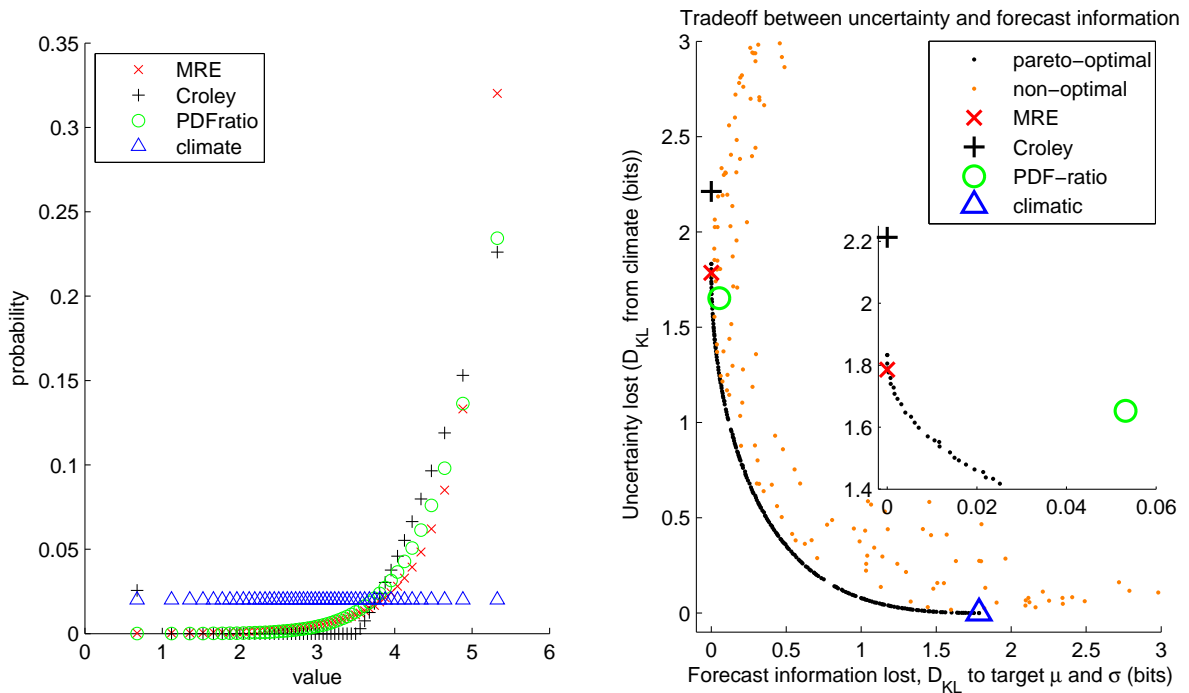 0.35
0.3
0.25
0.2
0.15
0.1
0.05
0
0 1 2 3 4 5 6
probability
value
MRE
Croley
PDFratio
climate
Tradeoff between uncertainty and forecast information
3
2.5
2
1.5
1
0.5
0
0 0.5 1 1.5 2 2.5 3
Uncertainty lost (D_KL from climate (bits))
Forecast information lost, D_KL to target μ and σ (bits)
pareto−optimal
non−optimal
MRE
Croley
PDF−ratio
climatic
2.2
2
1.8
1.6
1.4
0 0.02 0.04 0.06